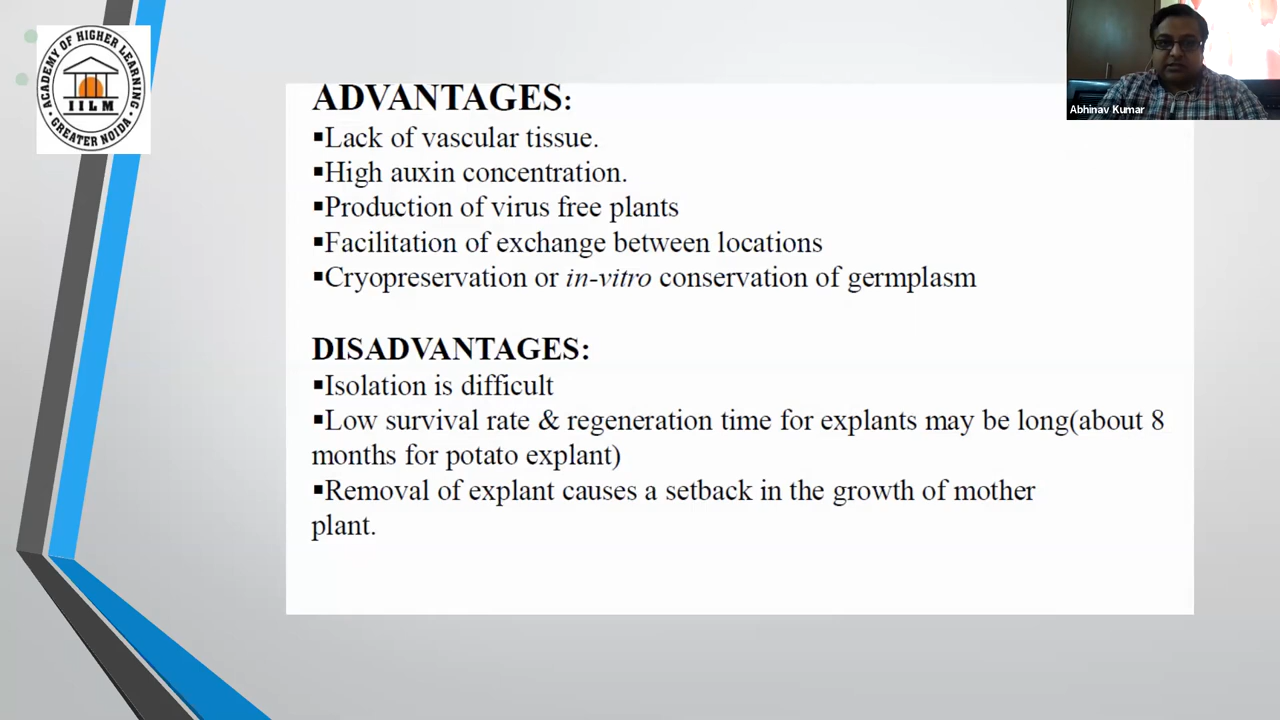 ACADEMY OF HIGHER LEARNING
IILM
GREATER NOIDA
Abhinav Kumar
ADVANTAGES:
▪Lack of vascular tissue.
▪High auxin concentration.
▪Production of virus free plants
▪Facilitation of exchange between locations
▪Cryopreservation or in-vitro conservation of germplasm
DISADVANTAGES:
▪Isolation is difficult
▪Low survival rate & regeneration time for explants may be long(about 8
months for potato explant)
▪Removal of explant causes a setback in the growth of mother
plant.